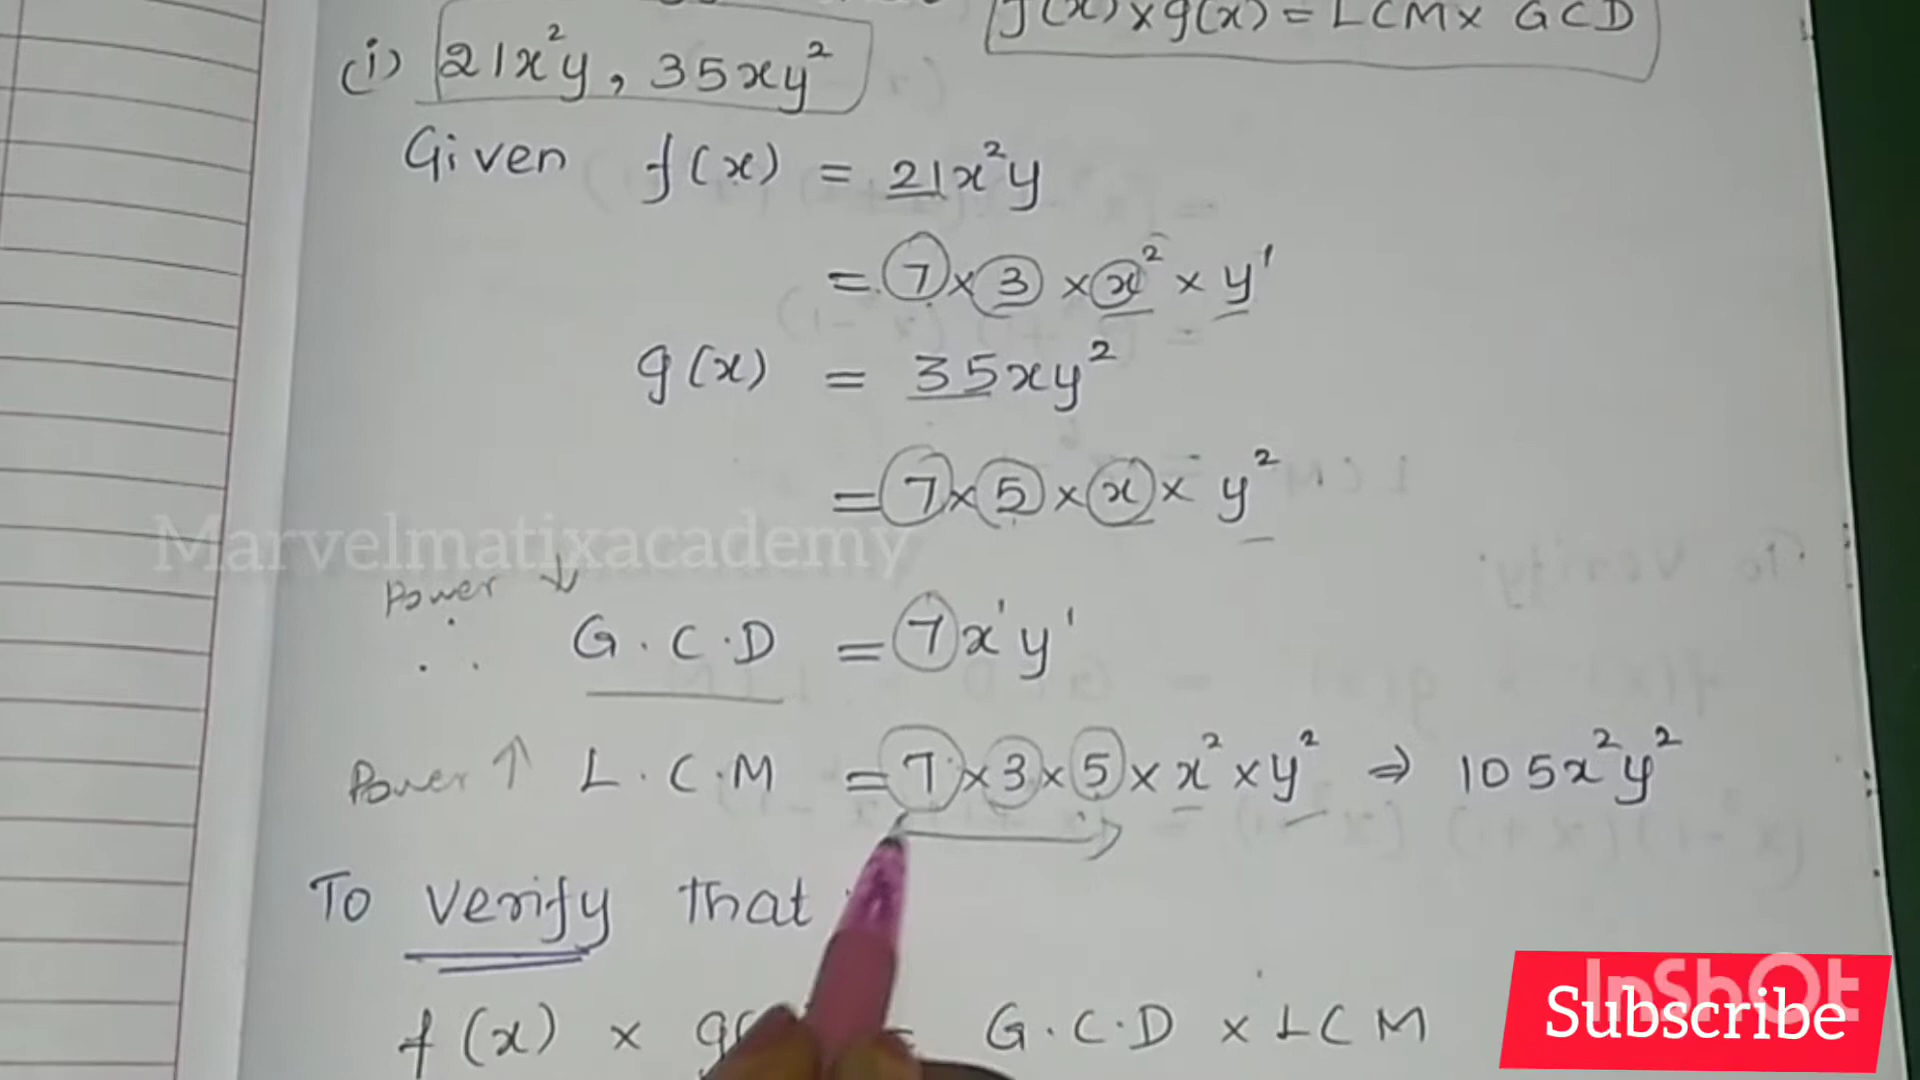 f(x) × g(x) = LCM × GCD
(i) 21x²y, 35xy²
Given f(x) = 21x²y
= 7 × 3 × x² × y¹
g(x) = 35xy²
= 7 × 5 × x × y²
Marvelmatixacademy
Power ↓
∴ G.C.D = 7x¹y¹
Power ↑ L.C.M = 7 × 3 × 5 × x² × y² ⇒ 105x²y²
To verify that
f(x) × g( = G.C.D × LCM
InShOt
Subscribe